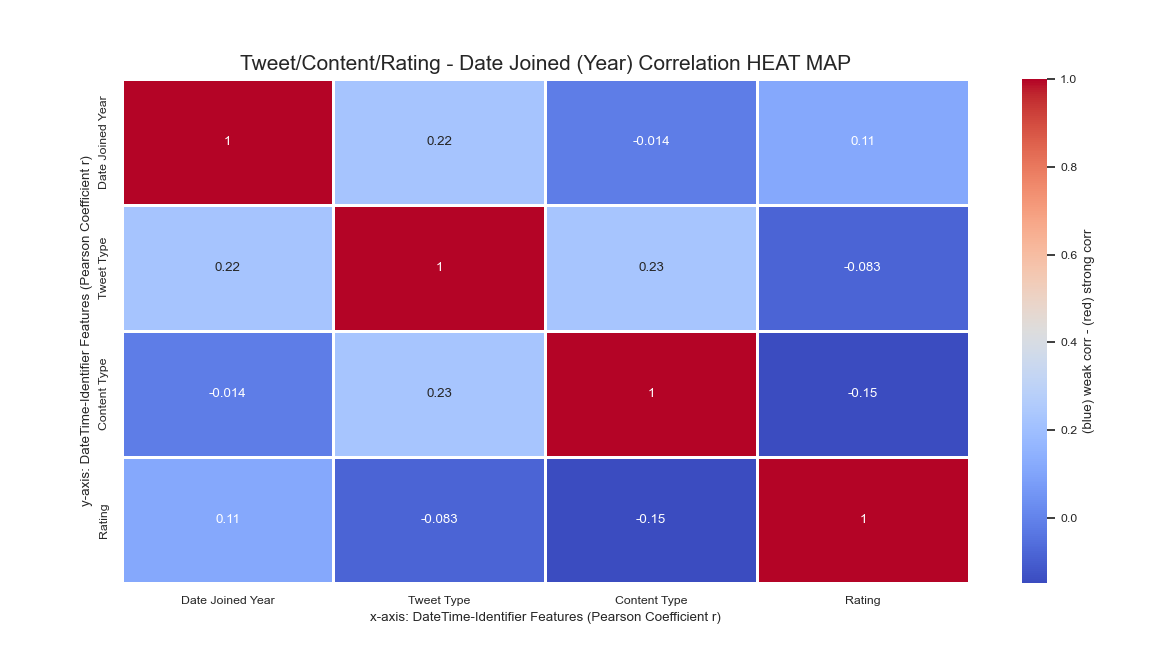 Tweet/Content/Rating - Date Joined (Year) Correlation HEAT MAP
y-axis: DateTime-Identifier Features (Pearson Coefficient r)
Date Joined Year
1
0.22
-0.014
0.11
Tweet Type
0.22
1
0.23
-0.083
Content Type
-0.014
0.23
1
-0.15
Rating
0.11
-0.083
-0.15
1
Date Joined Year
Tweet Type
Content Type
Rating
x-axis: DateTime-Identifier Features (Pearson Coefficient r)
1.0
0.8
0.6
0.4
0.2
0.0
(blue) weak corr - (red) strong corr